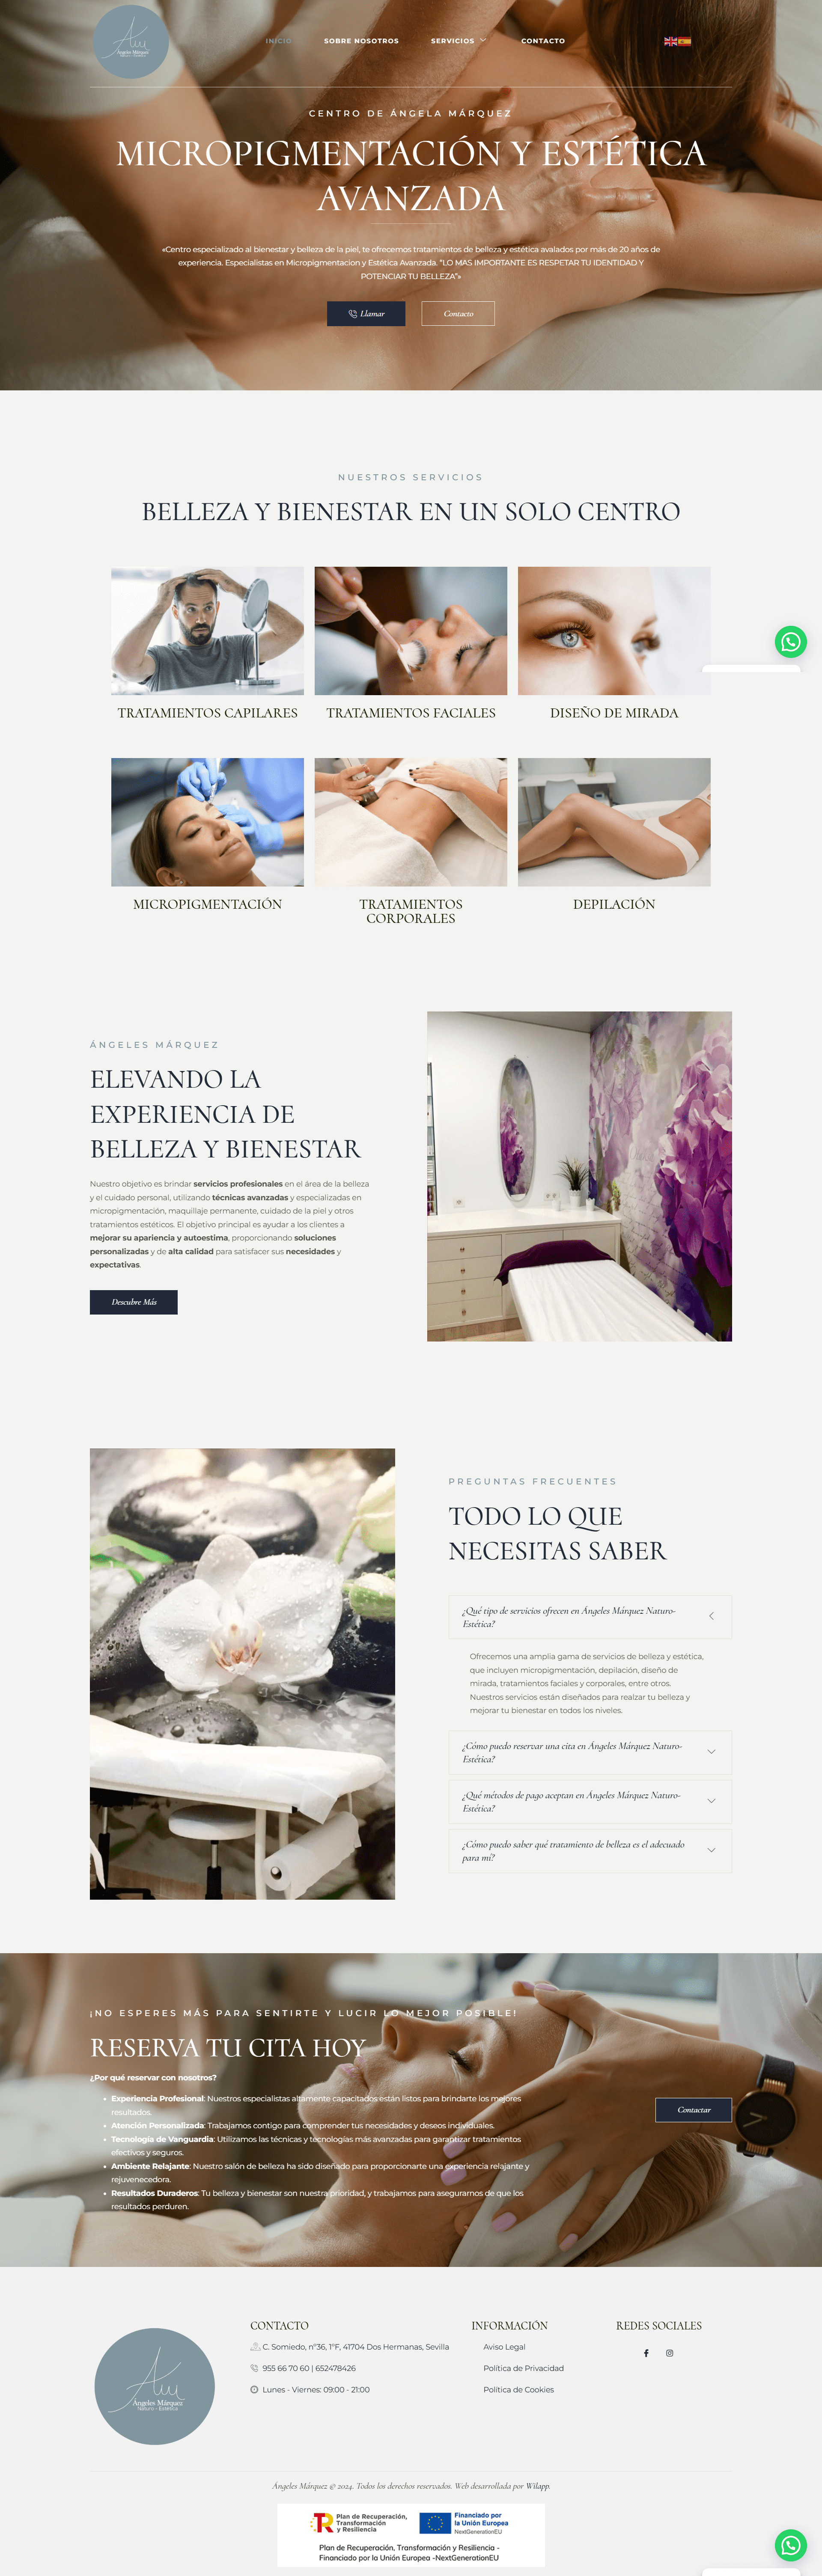 Ángeles Márquez
Naturo - Estética
INICIO
SOBRE NOSOTROS
SERVICIOS
CONTACTO
CENTRO DE ÁNGELA MÁRQUEZ
MICROPIGMENTACIÓN Y ESTÉTICA
AVANZADA
«Centro especializado al bienestar y belleza de la piel, te ofrecemos tratamientos de belleza y estética avalados por más de 20 años de
experiencia. Especialistas en Micropigmentacion y Estética Avanzada. "LO MAS IMPORTANTE ES RESPETAR TU IDENTIDAD Y
POTENCIAR TU BELLEZA"»
Llamar
Contacto
NUESTROS SERVICIOS
BELLEZA Y BIENESTAR EN UN SOLO CENTRO
TRATAMIENTOS CAPILARES
TRATAMIENTOS FACIALES
DISEÑO DE MIRADA
MICROPIGMENTACIÓN
TRATAMIENTOS
CORPORALES
DEPILACIÓN
ÁNGELES MÁRQUEZ
ELEVANDO LA
EXPERIENCIA DE
BELLEZA Y BIENESTAR
Nuestro objetivo es brindar servicios profesionales en el área de la belleza
y el cuidado personal, utilizando técnicas avanzadas y especializadas en
micropigmentación, maquillaje permanente, cuidado de la piel y otros
tratamientos estéticos. El objetivo principal es ayudar a los clientes a
mejorar su apariencia y autoestima, proporcionando soluciones
personalizadas y de alta calidad para satisfacer sus necesidades y
expectativas.
Descubre Más
PREGUNTAS FRECUENTES
TODO LO QUE
NECESITAS SABER
¿Qué tipo de servicios ofrecen en Ángeles Márquez Naturo-
Estética?
Ofrecemos una amplia gama de servicios de belleza y estética,
que incluyen micropigmentación, depilación, diseño de
mirada, tratamientos faciales y corporales, entre otros.
Nuestros servicios están diseñados para realzar tu belleza y
mejorar tu bienestar en todos los niveles.
¿Cómo puedo reservar una cita en Ángeles Márquez Naturo-
Estética?
¿Qué métodos de pago aceptan en Ángeles Márquez Naturo-
Estética?
¿Cómo puedo saber qué tratamiento de belleza es el adecuado
para mí?
¡NO ESPERES MÁS PARA SENTIRTE Y LUCIR LO MEJOR POSIBLE!
RESERVA TU CITA HOY
¿Por qué reservar con nosotros?
Experiencia Profesional: Nuestros especialistas altamente capacitados están listos para brindarte los mejores
resultados.
Atención Personalizada: Trabajamos contigo para comprender tus necesidades y deseos individuales.
Tecnología de Vanguardia: Utilizamos las técnicas y tecnologías más avanzadas para garantizar tratamientos
efectivos y seguros.
Ambiente Relajante: Nuestro salón de belleza ha sido diseñado para proporcionarte una experiencia relajante y
rejuvenecedora.
Resultados Duraderos: Tu belleza y bienestar son nuestra prioridad, y trabajamos para asegurarnos de que los
resultados perduren.
Contactar
Ángeles Márquez
Naturo - Estética
CONTACTO
C. Somiedo, nº36, 1ºF, 41704 Dos Hermanas, Sevilla
955 66 70 60 | 652478426
Lunes - Viernes: 09:00 - 21:00
INFORMACIÓN
Aviso Legal
Política de Privacidad
Política de Cookies
REDES SOCIALES
Ángeles Márquez © 2024. Todos los derechos reservados. Web desarrollada por Wilapp.
Plan de Recuperación,
Transformación
y Resiliencia
Financiado por
la Unión Europea
NextGenerationEU
Plan de Recuperación, Transformación y Resiliencia -
Financiado por la Unión Europea -NextGenerationEU